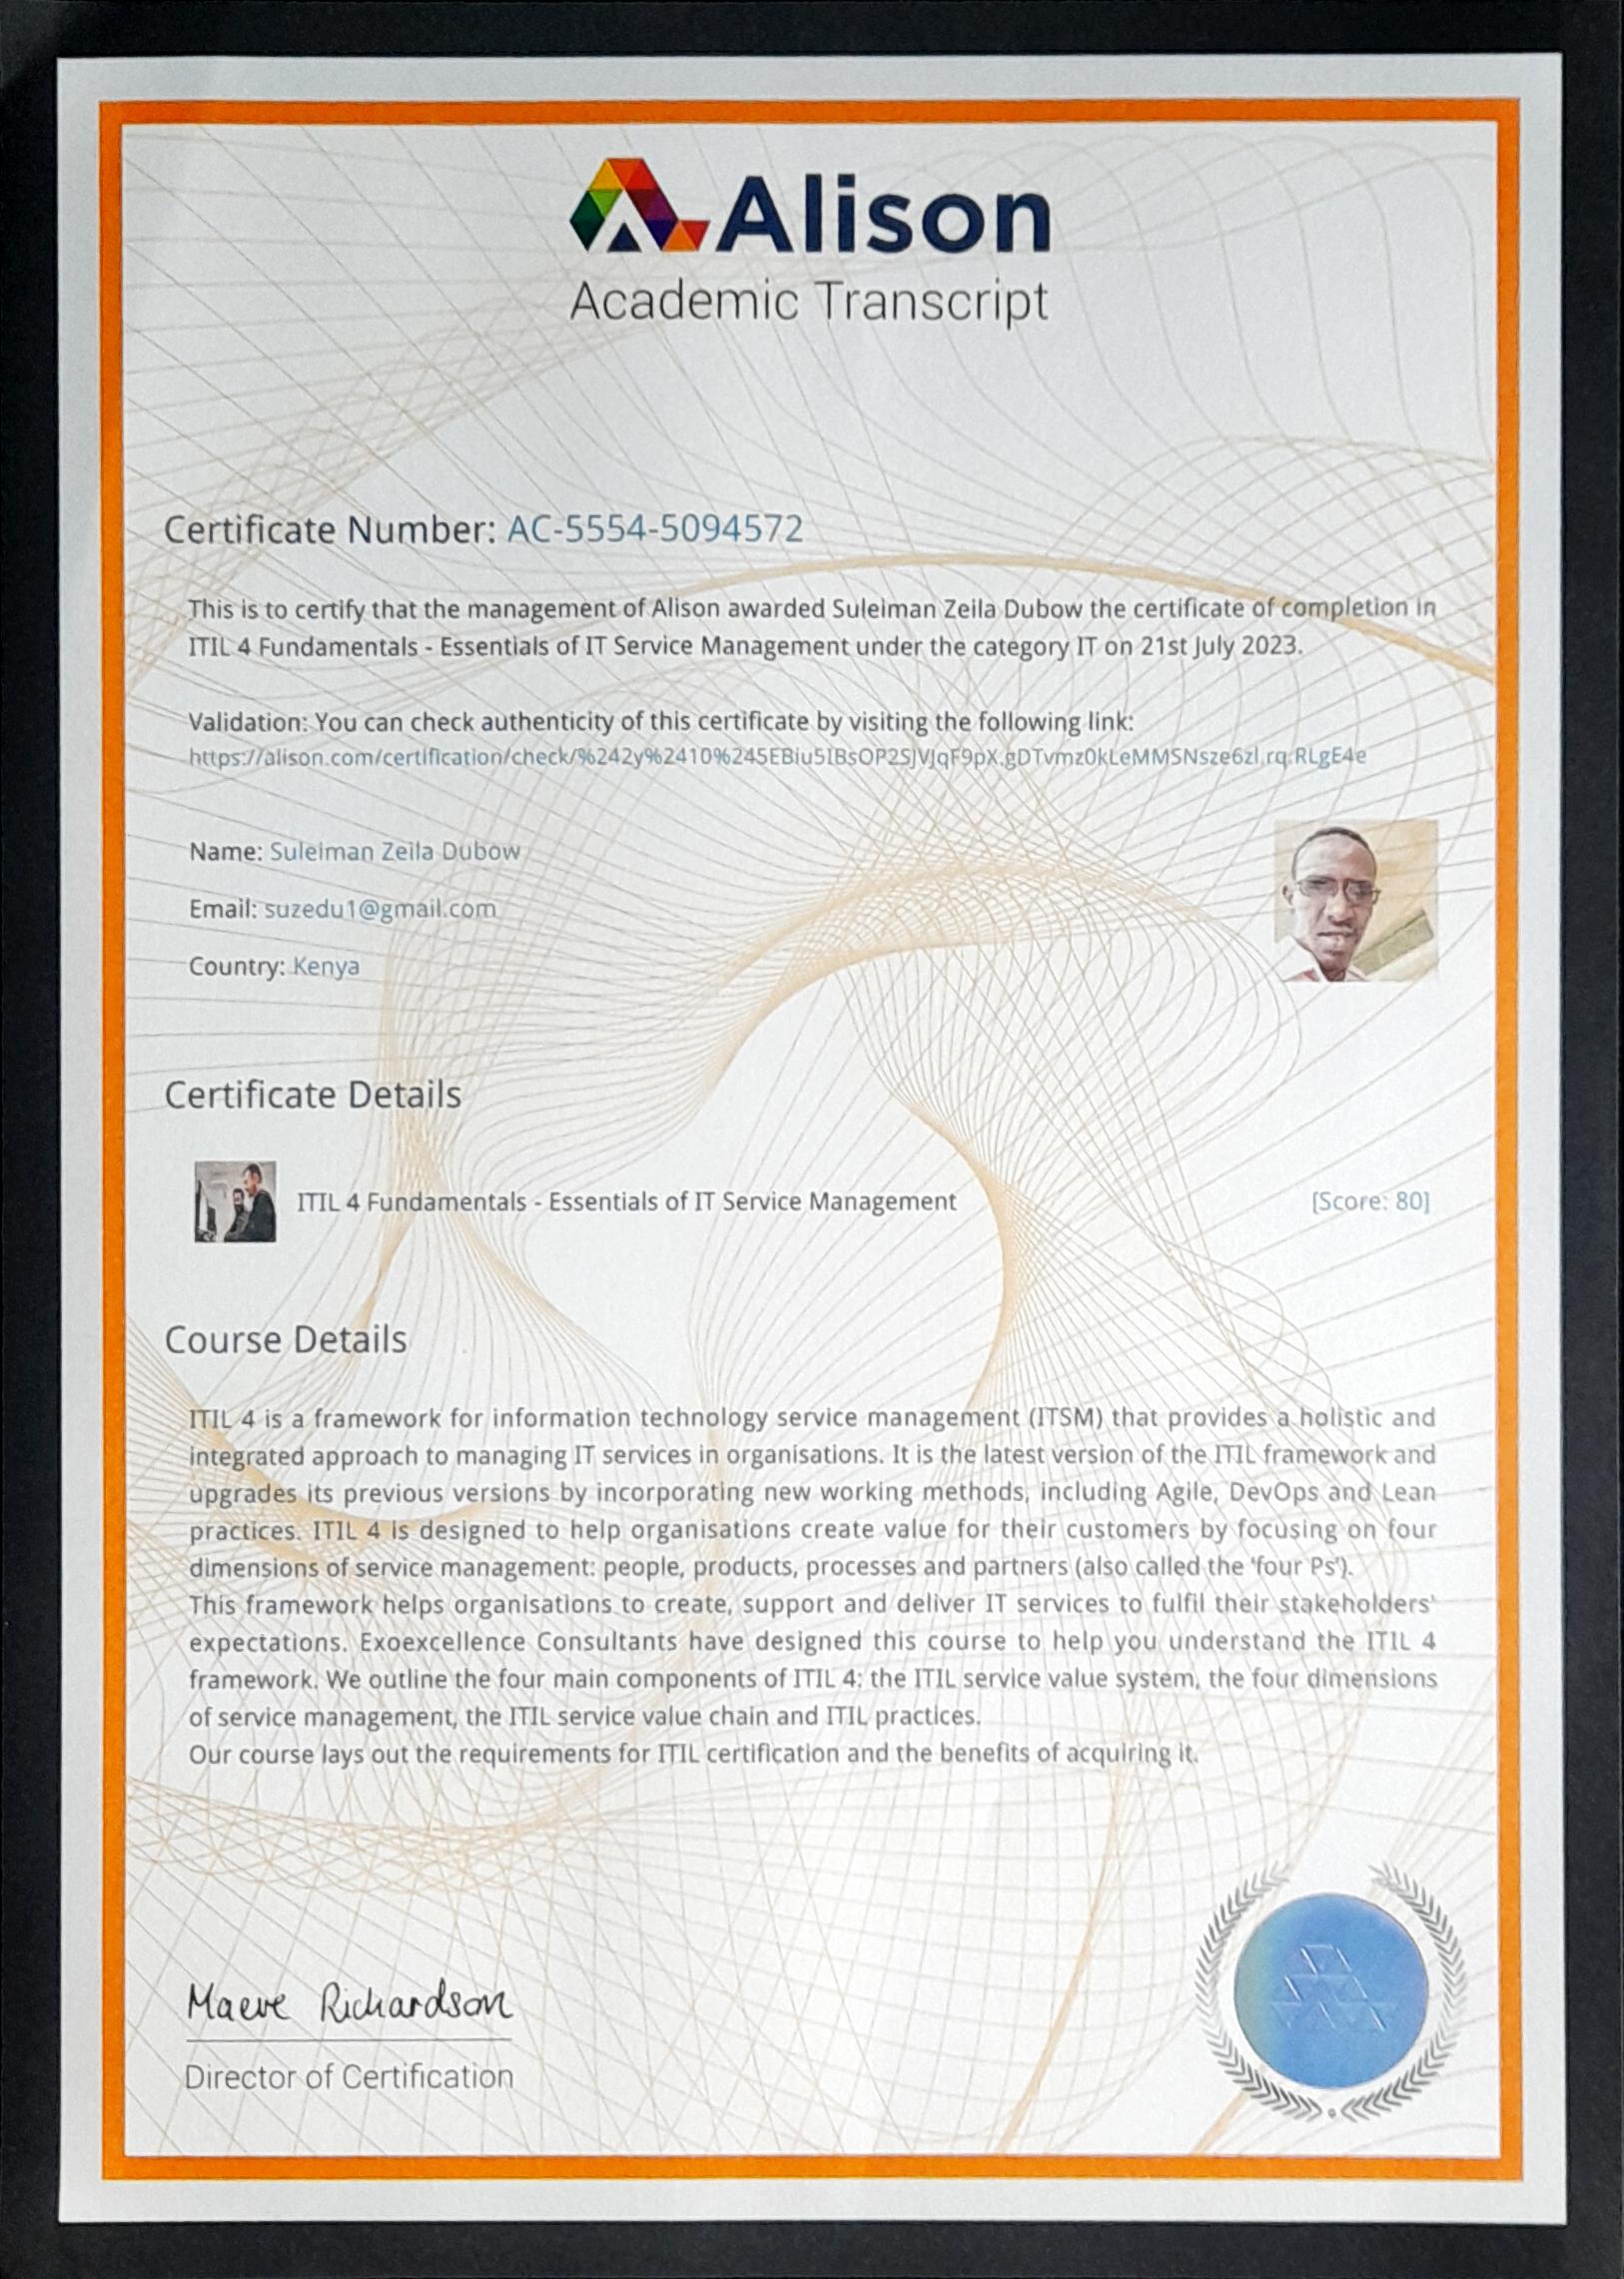 Alison
Academic Transcript
Certificate Number: AC-5554-5094572
This is to certify that the management of Alison awarded Suleiman Zeila Dubow the certificate of completion in
ITIL 4 Fundamentals - Essentials of IT Service Management under the category IT on 21st July 2023.
Validation: You can check authenticity of this certificate by visiting the following link:
https://alison.com/certification/check/%242y%2410%245EBiu5IBsOP2SJVJqF9pX.gDTvmz0kLeMMSNsze6zl.rq.RLgE4e
Name: Suleiman Zeila Dubow
Email: suzedu1@gmail.com
Country: Kenya
Certificate Details
ITIL 4 Fundamentals - Essentials of IT Service Management [Score: 80]
Course Details
ITIL 4 is a framework for information technology service management (ITSM) that provides a holistic and
integrated approach to managing IT services in organisations. It is the latest version of the ITIL framework and
upgrades its previous versions by incorporating new working methods, including Agile, DevOps and Lean
practices. ITIL 4 is designed to help organisations create value for their customers by focusing on four
dimensions of service management: people, products, processes and partners (also called the 'four Ps').
This framework helps organisations to create, support and deliver IT services to fulfil their stakeholders'
expectations. Exoexcellence Consultants have designed this course to help you understand the ITIL 4
framework. We outline the four main components of ITIL 4: the ITIL service value system, the four dimensions
of service management, the ITIL service value chain and ITIL practices.
Our course lays out the requirements for ITIL certification and the benefits of acquiring it.
Maeve Richardson
Director of Certification